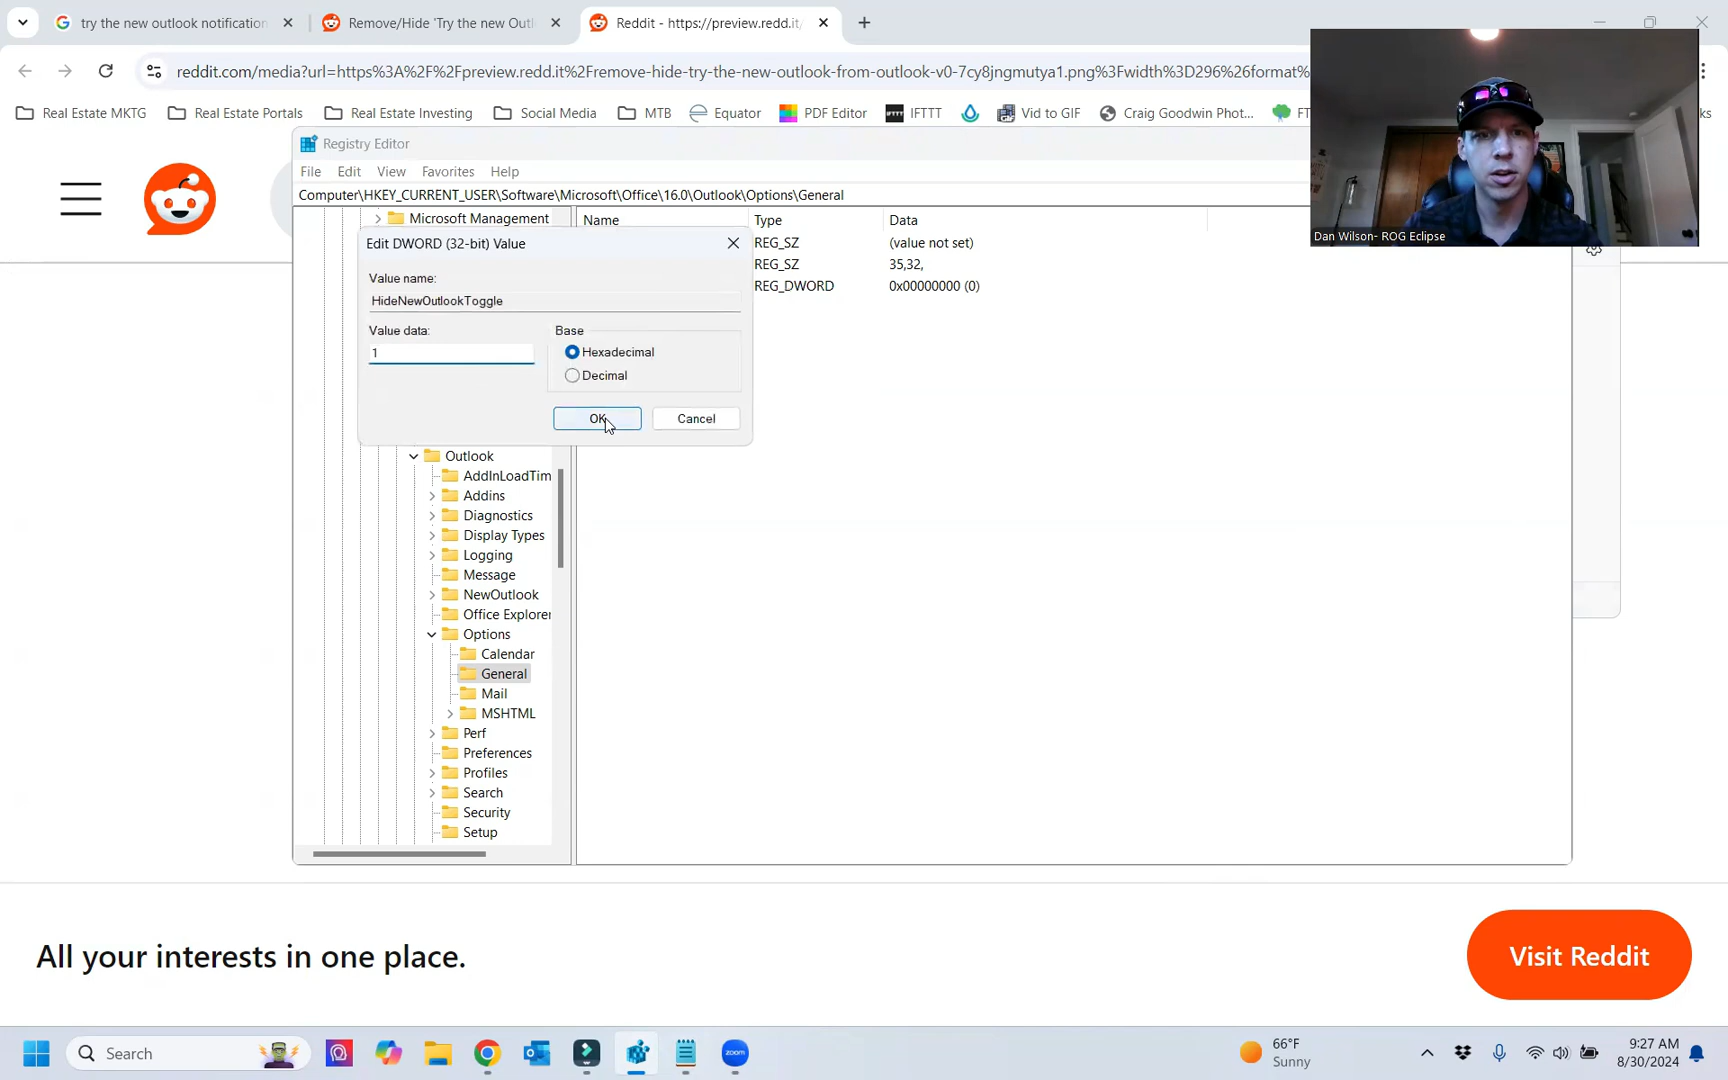 try the new outlook notification
Remove/Hide 'Try the new Outl
Reddit - https://preview.redd.it/
reddit.com/media?url=https%3A%2F%2Fpreview.redd.it%2Fremove-hide-try-the-new-outlook-from-outlook-v0-7cy8jngmutya1.png%3Fwidth%3D296%26format%
Real Estate MKTG
Real Estate Portals
Real Estate Investing
Social Media
MTB
Equator
PDF Editor
IFTTT
Vid to GIF
Craig Goodwin Phot...
FT
ks
Dan Wilson- ROG Eclipse
Registry Editor
File Edit View Favorites Help
Computer\HKEY_CURRENT_USER\Software\Microsoft\Office\16.0\Outlook\Options\General
Microsoft Management
Name Type Data
REG_SZ (value not set)
REG_SZ 35,32,
REG_DWORD 0x00000000 (0)
Edit DWORD (32-bit) Value
Value name:
HideNewOutlookToggle
Value data:
1
Base
Hexadecimal
Decimal
OK
Cancel
Outlook
AddInLoadTim
Addins
Diagnostics
Display Types
Logging
Message
NewOutlook
Office Explorer
Options
Calendar
General
Mail
MSHTML
Perf
Preferences
Profiles
Search
Security
Setup
All your interests in one place.
Visit Reddit
Search
zoom
66°F
Sunny
9:27 AM
8/30/2024